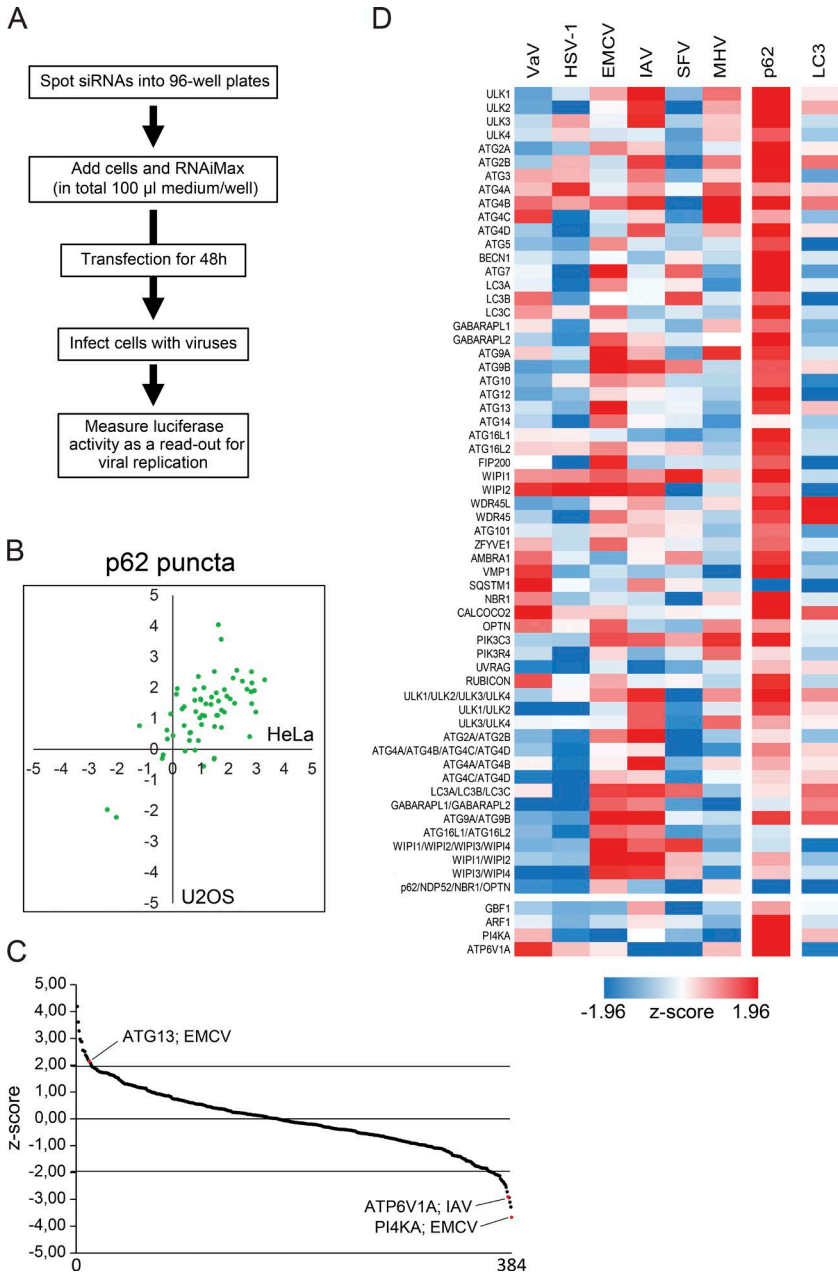 A
Spot siRNAs into 96-well plates
Add cells and RNAiMax
(in total 100 µl medium/well)
Transfection for 48h
Infect cells with viruses
Measure luciferase
activity as a read-out for
viral replication
B
p62 puncta
5
4
3
2
1
0
-1
-2
-3
-4
-5
-5 -4 -3 -2 -1 0 1 2 3 4 5
HeLa
U2OS
C
5,00
4,00
3,00
2,00
1,00
0,00
-1,00
-2,00
-3,00
-4,00
-5,00
z-score
ATG13; EMCV
ATP6V1A; IAV
PI4KA; EMCV
0 384
D
VaV HSV-1 EMCV IAV SFV MHV p62 LC3
ULK1
ULK2
ULK3
ULK4
ATG2A
ATG2B
ATG3
ATG4A
ATG4B
ATG4C
ATG4D
ATG5
BECN1
ATG7
LC3A
LC3B
LC3C
GABARAPL1
GABARAPL2
ATG9A
ATG9B
ATG10
ATG12
ATG13
ATG14
ATG16L1
ATG16L2
FIP200
WIPI1
WIPI2
WDR45L
WDR45
ATG101
ZFYVE1
AMBRA1
VMP1
SQSTM1
NBR1
CALCOCO2
OPTN
PIK3C3
PIK3R4
UVRAG
RUBICON
ULK1/ULK2/ULK3/ULK4
ULK1/ULK2
ULK3/ULK4
ATG2A/ATG2B
ATG4A/ATG4B/ATG4C/ATG4D
ATG4A/ATG4B
ATG4C/ATG4D
LC3A/LC3B/LC3C
GABARAPL1/GABARAPL2
ATG9A/ATG9B
ATG16L1/ATG16L2
WIPI1/WIPI2/WIPI3/WIPI4
WIPI1/WIPI2
WIPI3/WIPI4
p62/NDP52/NBR1/OPTN
GBF1
ARF1
PI4KA
ATP6V1A
-1.96 z-score 1.96